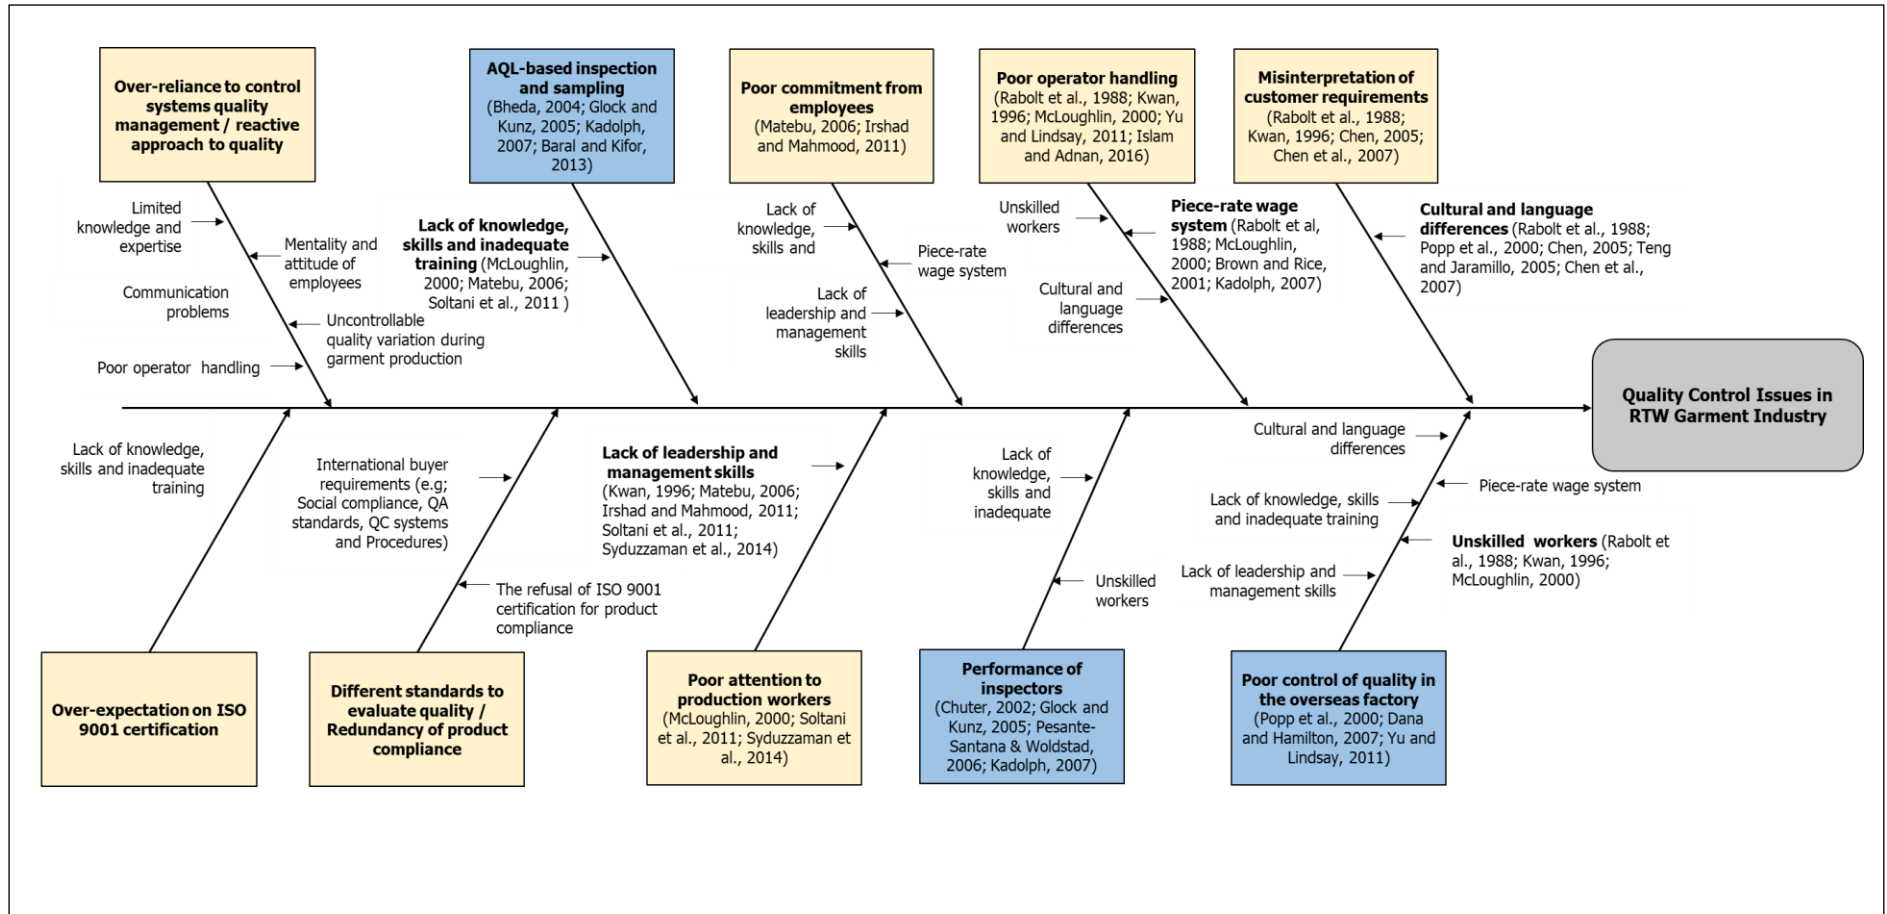 Over-reliance to control
systems quality
management / reactive
approach to quality
AQL-based inspection
and sampling
(Bheda, 2004; Glock and
Kunz, 2005; Kadolph,
2007; Baral and Kifor,
2013)
Poor commitment from
employees
(Matebu, 2006; Irshad
and Mahmood, 2011)
Poor operator handling
(Rabolt et al., 1988; Kwan,
1996; McLoughlin, 2000; Yu
and Lindsay, 2011; Islam
and Adnan, 2016)
Misinterpretation of
customer requirements
(Rabolt et al., 1988;
Kwan, 1996; Chen, 2005;
Chen et al., 2007)
Limited
knowledge and
expertise
Mentality and
attitude of
employees
Communication
problems
Uncontrollable
quality variation during
garment production
Poor operator handling
Lack of knowledge,
skills and inadequate
training (McLoughlin,
2000; Matebu, 2006;
Soltani et al., 2011 )
Lack of
knowledge,
skills and
Piece-rate
wage system
Lack of
leadership and
management
skills
Unskilled
workers
Piece-rate wage
system (Rabolt et al,
1988; McLoughlin,
2000; Brown and Rice,
2001; Kadolph, 2007)
Cultural and
language
differences
Cultural and language
differences (Rabolt et al., 1988;
Popp et al., 2000; Chen, 2005; Teng
and Jaramillo, 2005; Chen et al.,
2007)
Quality Control Issues in
RTW Garment Industry
Lack of knowledge,
skills and inadequate
training
International buyer
requirements (e.g;
Social compliance, QA
standards, QC systems
and Procedures)
The refusal of ISO 9001
certification for product
compliance
Lack of leadership and
management skills
(Kwan, 1996; Matebu, 2006;
Irshad and Mahmood, 2011;
Soltani et al., 2011;
Syduzzaman et al., 2014)
Lack of
knowledge,
skills and
inadequate
Unskilled
workers
Cultural and language
differences
Piece-rate wage system
Lack of knowledge, skills
and inadequate training
Unskilled workers (Rabolt et
al., 1988; Kwan, 1996;
McLoughlin, 2000)
Lack of leadership and
management skills
Over-expectation on ISO
9001 certification
Different standards to
evaluate quality /
Redundancy of product
compliance
Poor attention to
production workers
(McLoughlin, 2000; Soltani
et al., 2011; Syduzzaman et
al., 2014)
Performance of
inspectors
(Chuter, 2002; Glock and
Kunz, 2005; Pesante-
Santana & Woldstad,
2006; Kadolph, 2007)
Poor control of quality in
the overseas factory
(Popp et al., 2000; Dana
and Hamilton, 2007; Yu and
Lindsay, 2011)